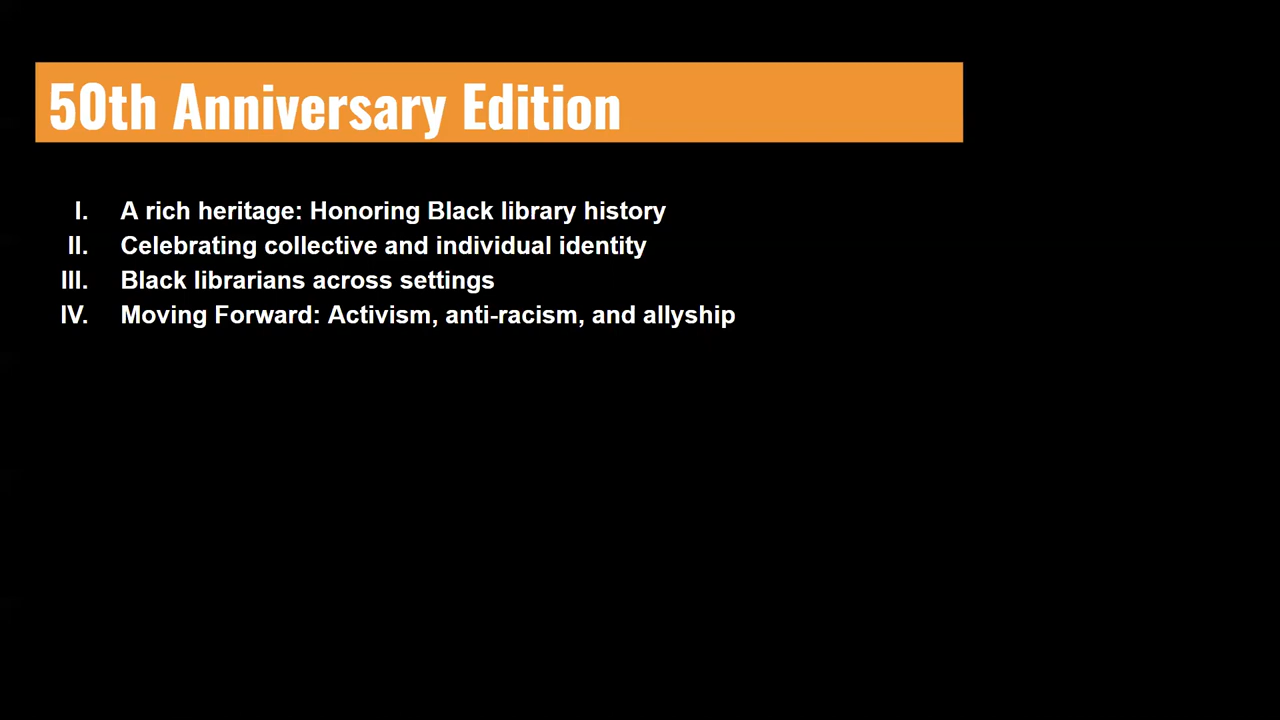 50th Anniversary Edition
I. A rich heritage: Honoring Black library history
II. Celebrating collective and individual identity
III. Black librarians across settings
IV. Moving Forward: Activism, anti-racism, and allyship